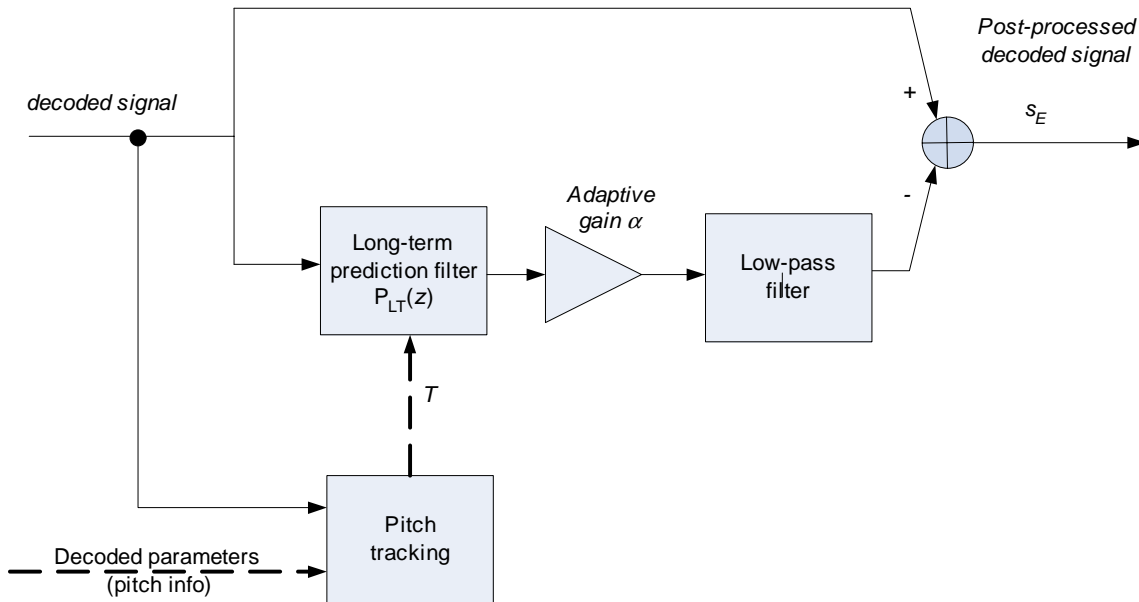 Post-processed
decoded signal
decoded signal
+
s_E
Adaptive
gain α
-
Long-term
prediction filter
P_LT(z)
Low-pass
filter
T
Pitch
tracking
Decoded parameters
(pitch info)